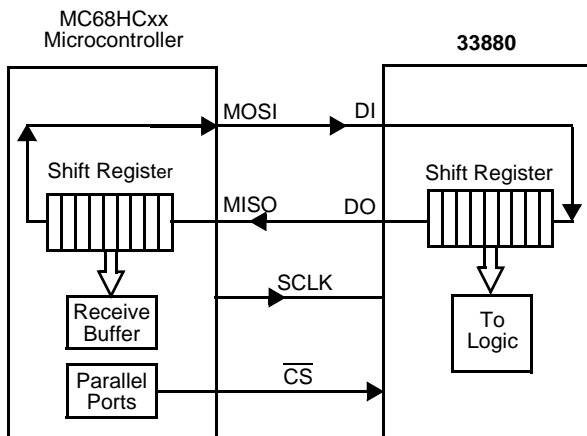 MC68HCxx
Microcontroller
33880
MOSI
DI
Shift Register
Shift Register
MISO
DO
SCLK
Receive
Buffer
To
Logic
Parallel
Ports
CS